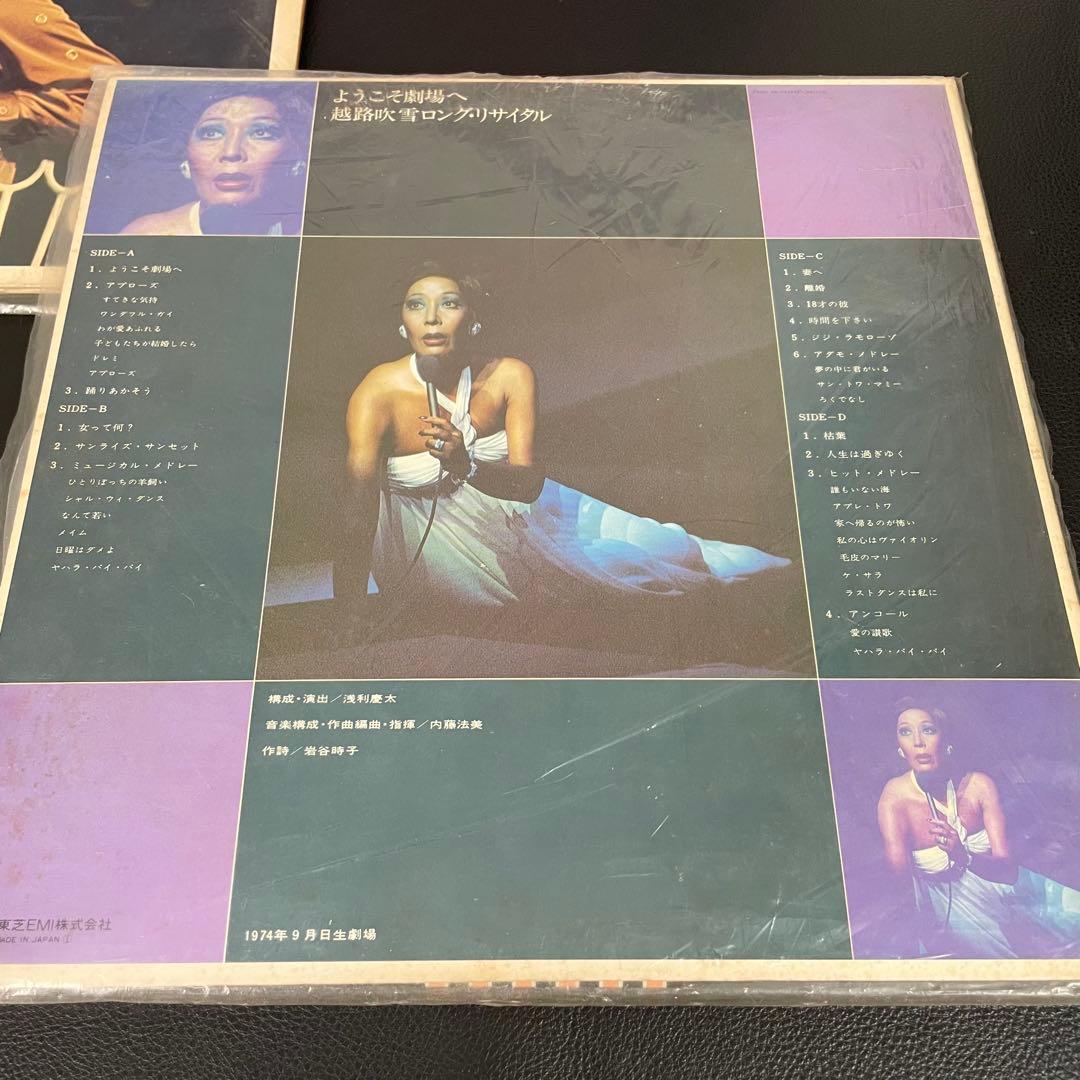 ようこそ劇場へ
越路吹雪ロング・リサイタル
SIDE-A
1. ようこそ劇場へ
2. アプローズ
すてきな気持
ワンダフル・ガイ
わが愛あふれる
子どもたちが結婚したら
ドレミ
アプローズ
3. 踊りあかそう
SIDE-B
1. 女って何?
2. サンライズ・サンセット
3. ミュージカル・メドレー
ひとりぼっちの羊飼い
シャル・ウィ・ダンス
なんて若い
メイム
日曜はダメよ
ヤハラ・バイ・バイ
SIDE-C
1. 妻へ
2. 離婚
3. 18才の彼
4. 時間を下さい
5. ジジ・ラモローゾ
6. アダモ・メドレー
夢の中に君がいる
サン・トワ・マミー
ろくでなし
SIDE-D
1. 枯葉
2. 人生は過ぎゆく
3. ヒット・メドレー
誰もいない海
アプレ・トワ
家へ帰るのが怖い
私の心はヴァイオリン
毛皮のマリー
ケ・サラ
ラストダンスは私に
4. アンコール
愛の讃歌
ヤハラ・バイ・バイ
構成・演出/浅利慶太
音楽構成・作曲編曲・指揮/内藤法美
作詩/岩谷時子
東芝EMI株式会社
MADE IN JAPAN
1974年9月日生劇場